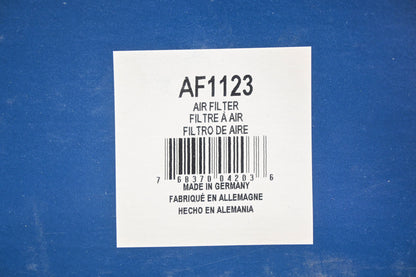 AF1123
AIR FILTER
FILTRE À AIR
FILTRO DE AIRE
7 68370 04203 6
MADE IN GERMANY
FABRIQUÉ EN ALLEMAGNE
HECHO EN ALEMANIA